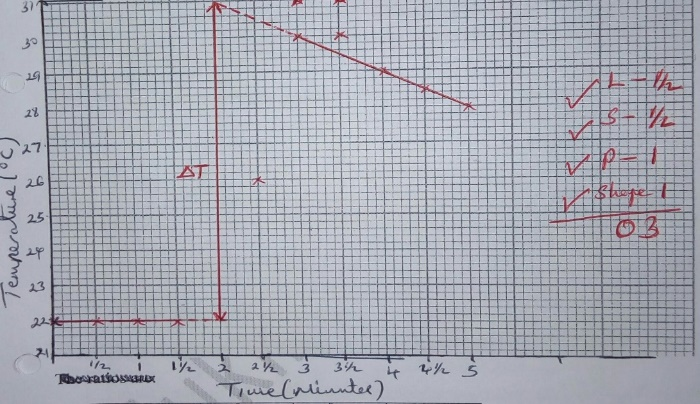 31
30
29
28
27
26
25
24
23
22
21
Temperature (°C)
ΔT
1/2 1 1 1/2 2 2 1/2 3 3 1/2 4 4 1/2 5
Time (Minutes)
✓ L - 1/2
✓ S - 1/2
✓ P - 1
✓ Shape - 1
03